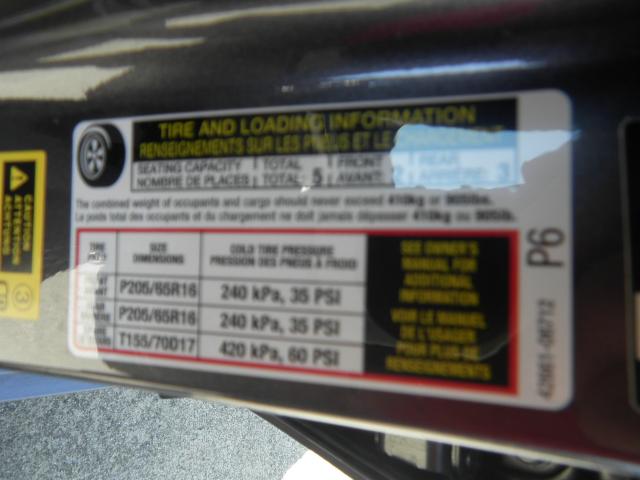 TIRE AND LOADING INFORMATION
RENSEIGNEMENTS SUR LES PNEUS ET LE
SEATING CAPACITY TOTAL FRONT REAR
NOMBRE DE PLACES TOTAL: 5 AVANT: 2 ARRIÈRE: 3
The combined weight of occupants and cargo should never exceed 410kg or 905lbs.
Le poids total des occupants et du chargement ne doit jamais dépasser 410kg ou 905lb.
TIRE SIZE COLD TIRE PRESSURE
DIMENSIONS PRESSION DES PNEUS À FROID
P205/65R16 240 kPa, 35 PSI
P205/65R16 240 kPa, 35 PSI
T155/70D17 420 kPa, 60 PSI
SEE OWNER'S
MANUAL FOR
ADDITIONAL
INFORMATION
VOIR LE MANUEL
DE L'USAGER
POUR PLUS DE
RENSEIGNEMENTS
P6
42661-06712
CAUTION
ATTENTION
3